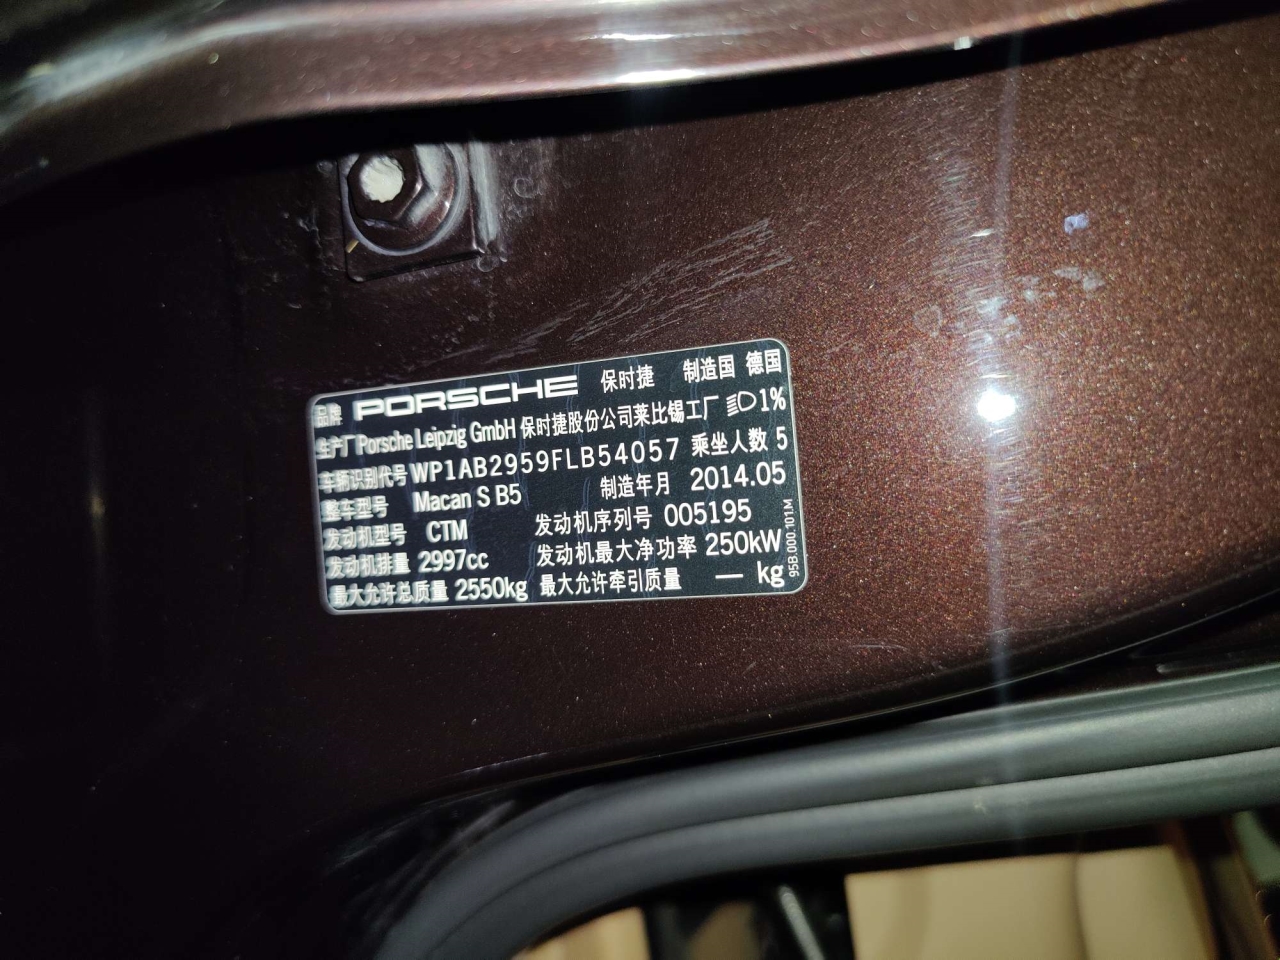 品牌 PORSCHE 保时捷 制造国 德国
生产厂 Porsche Leipzig GmbH 保时捷股份公司莱比锡工厂 1%
车辆识别代号 WP1AB2959FLB54057 乘坐人数 5
整车型号 Macan S B5 制造年月 2014.05
发动机型号 CTM 发动机序列号 005195
发动机排量 2997cc 发动机最大净功率 250kW
最大允许总质量 2550kg 最大允许牵引质量 — kg
95B.000.101.M